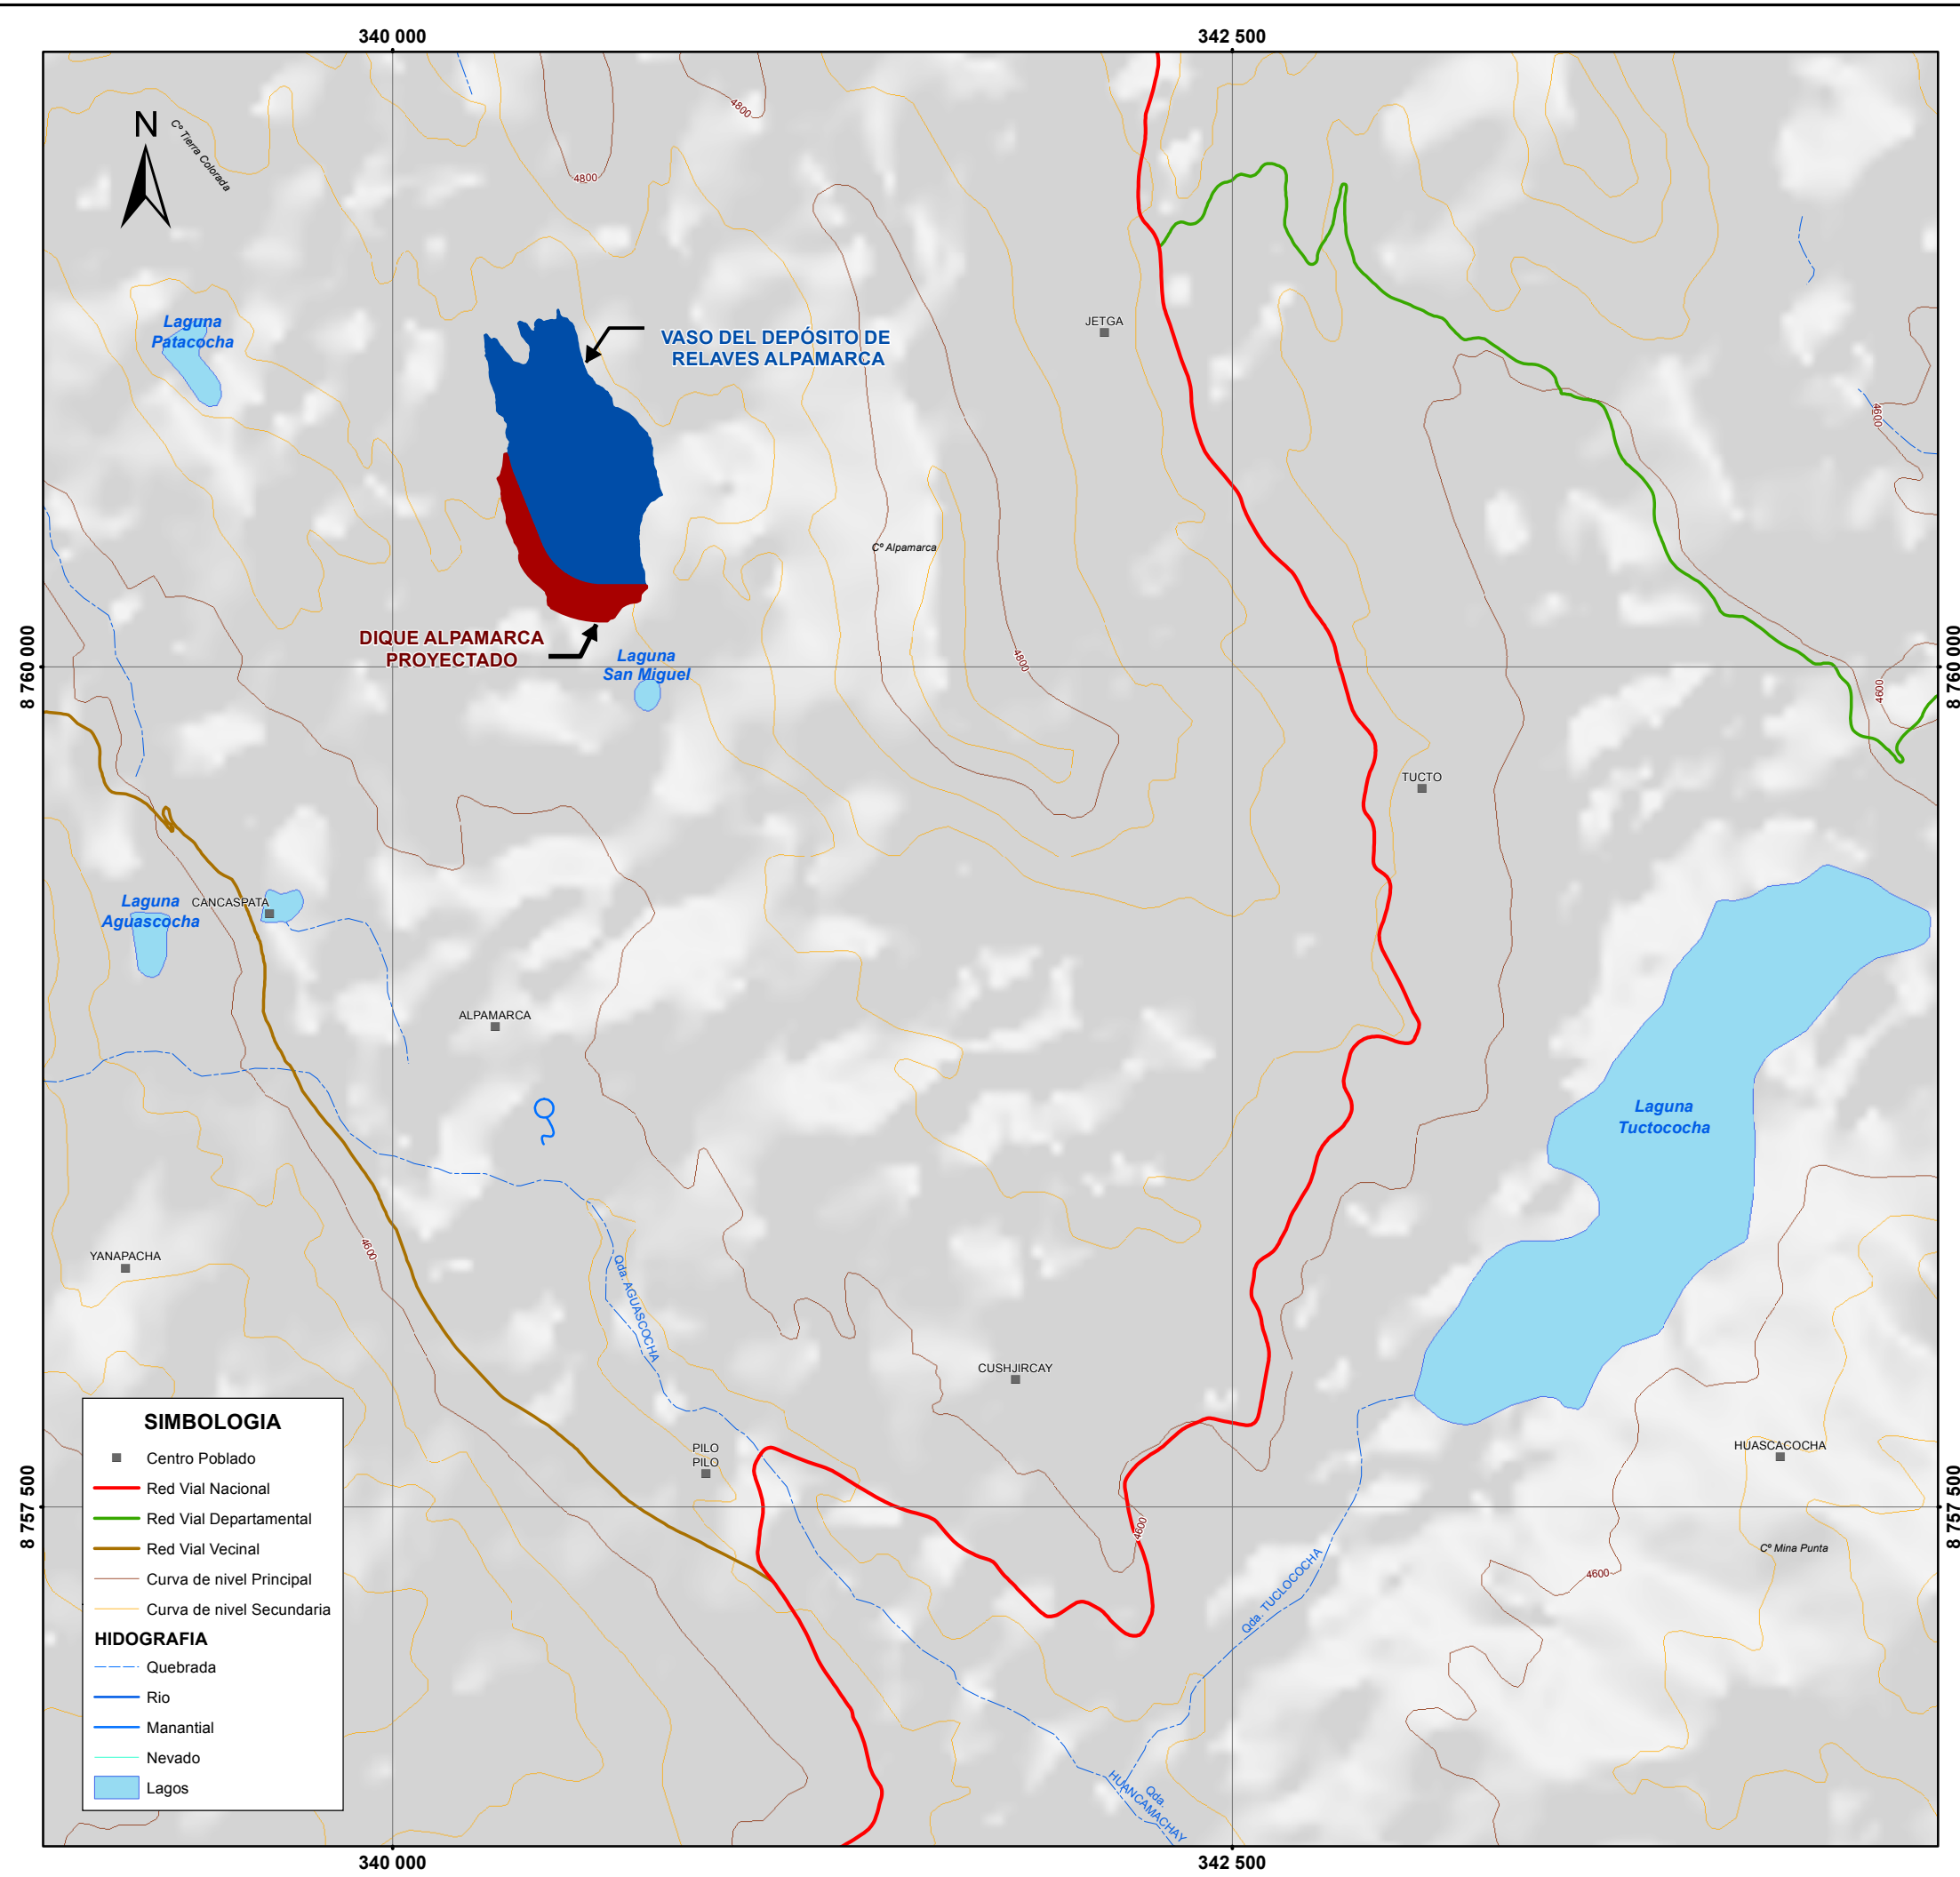 340 000
342 500
N
Cº Tierra Colorada
4800
4800
Laguna
Patacocha
VASO DEL DEPÓSITO DE
RELAVES ALPAMARCA
JETGA
4600
Cº Alpamarca
DIQUE ALPAMARCA
PROYECTADO
Laguna
San Miguel
4800
8 760 000
8 760 000
4600
TUCTO
Laguna
Aguascocha
CANCASPATA
ALPAMARCA
Laguna
Tuctococha
YANAPACHA
4600
Qda. AGUASCOCHA
CUSHJIRCAY
PILO
PILO
HUASCACOCHA
8 757 500
8 757 500
4600
Cº Mina Punta
4600
Qda. TUCLOCOCHA
Qda.
HUANCAMACHAY
SIMBOLOGIA
Centro Poblado
Red Vial Nacional
Red Vial Departamental
Red Vial Vecinal
Curva de nivel Principal
Curva de nivel Secundaria
HIDOGRAFIA
Quebrada
Rio
Manantial
Nevado
Lagos
340 000
342 500